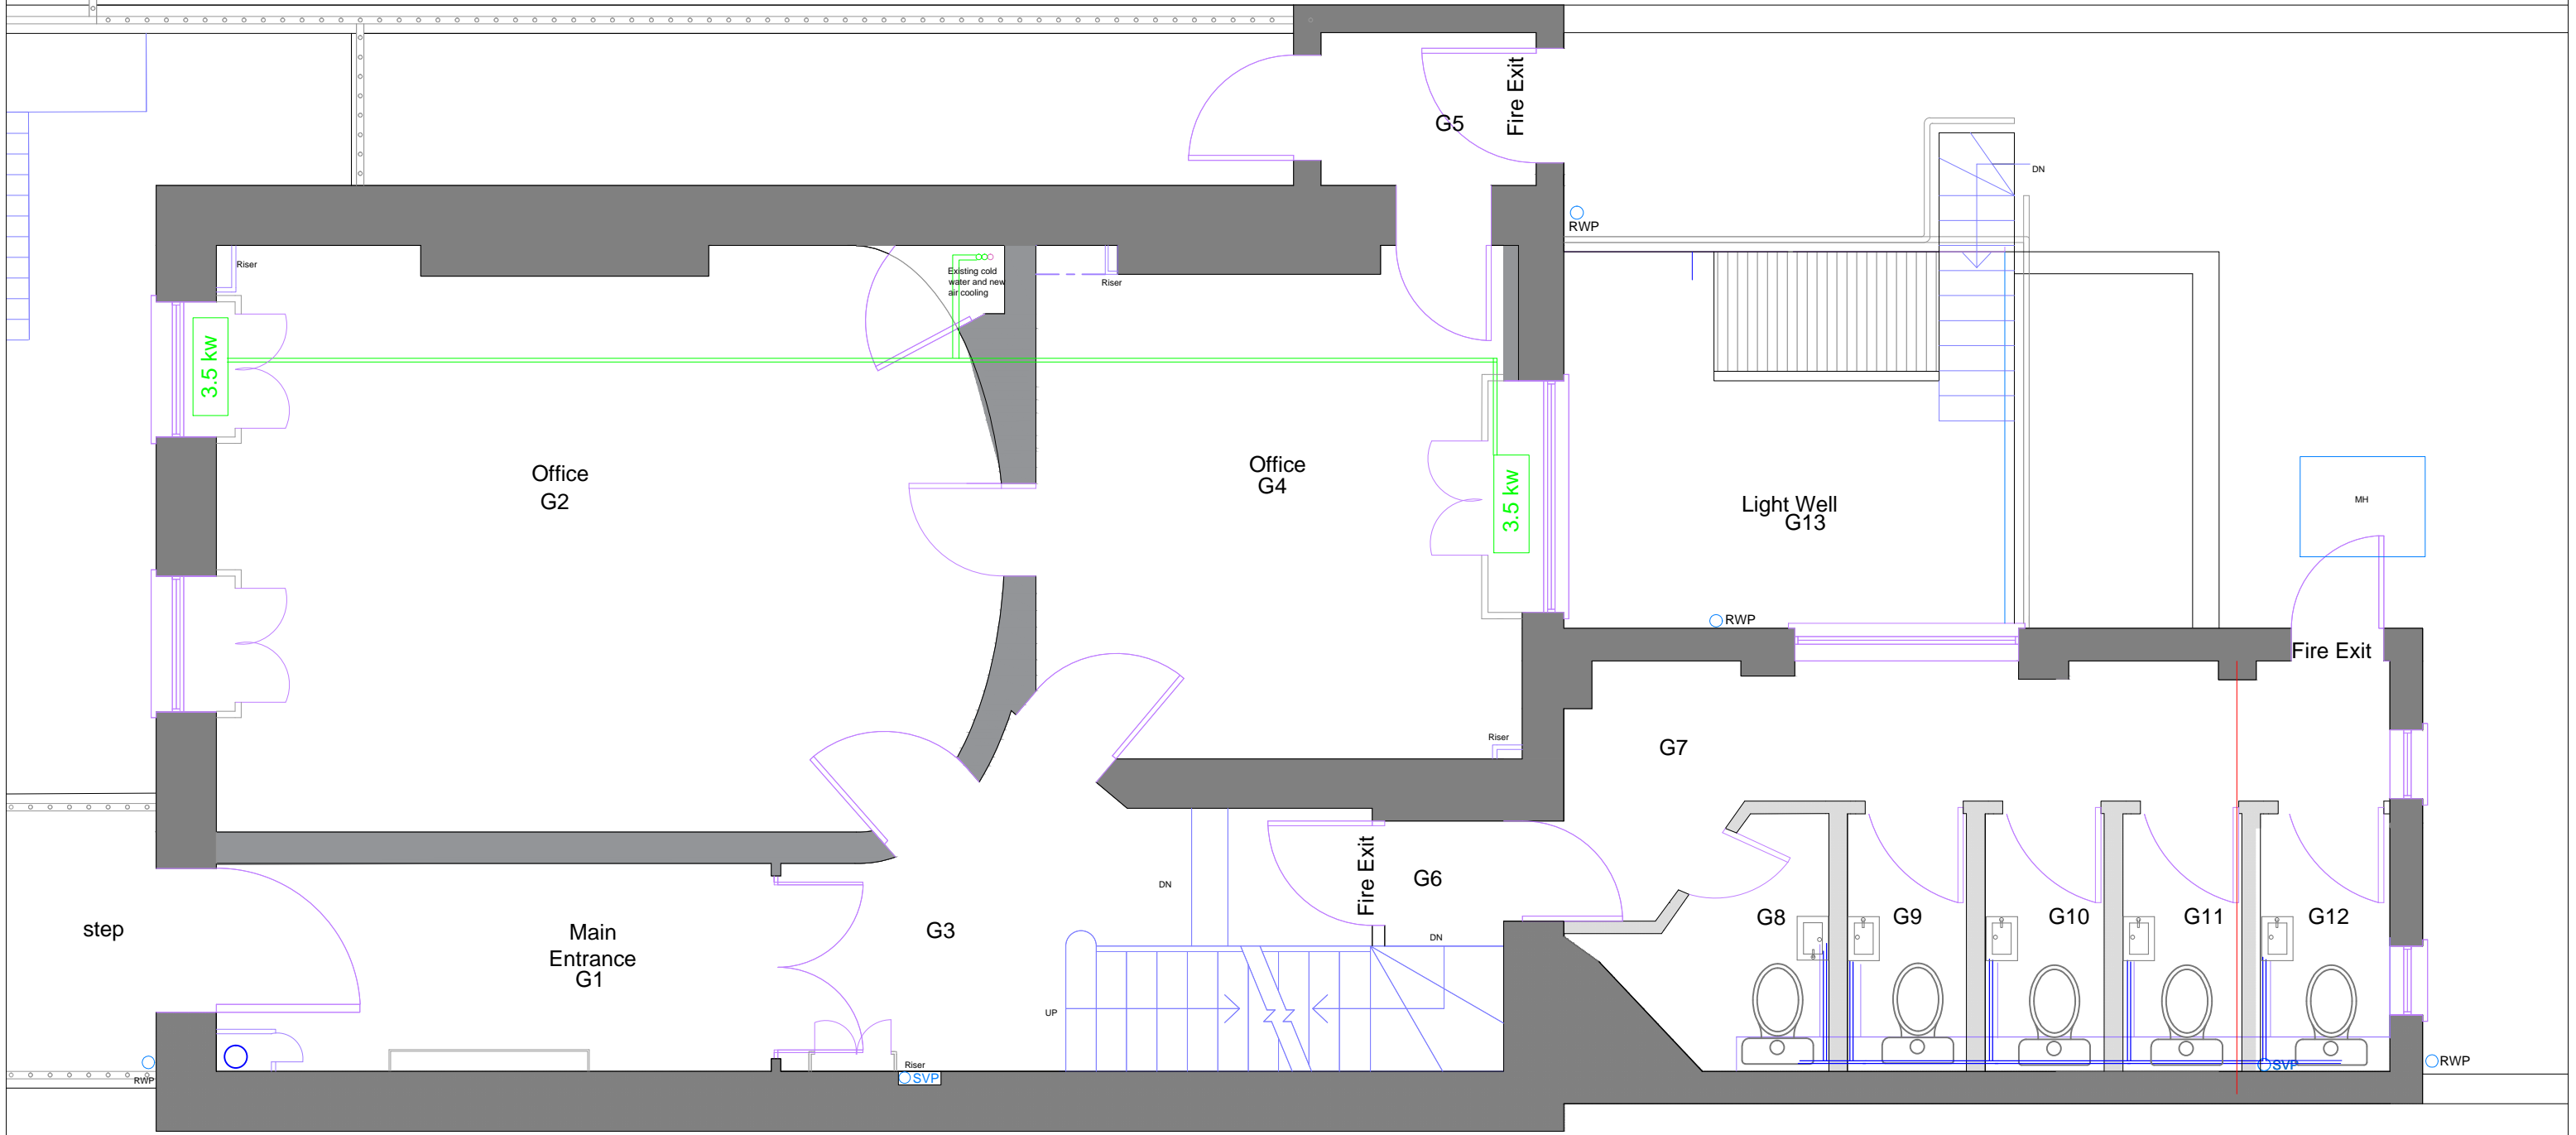 G5
Fire Exit
DN
RWP
Riser
Existing cold
water and new
air cooling
Riser
3.5 kw
Office
G2
Office
G4
3.5 kw
Light Well
G13
MH
RWP
Fire Exit
Riser
G7
DN
Fire Exit
G6
step
Main
Entrance
G1
G3
DN
G8
G9
G10
G11
G12
UP
RWP
Riser
SVP
SVP
RWP